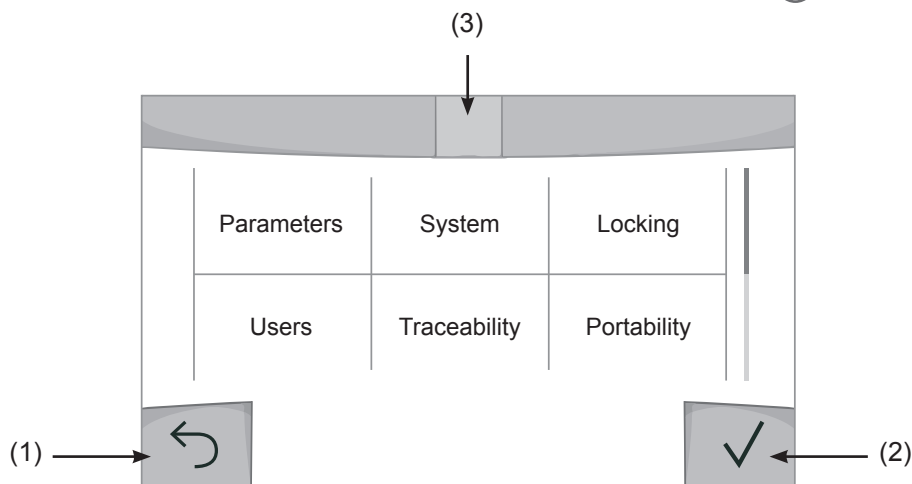 (3)
Parameters System Locking
Users Traceability Portability
(1) (2)